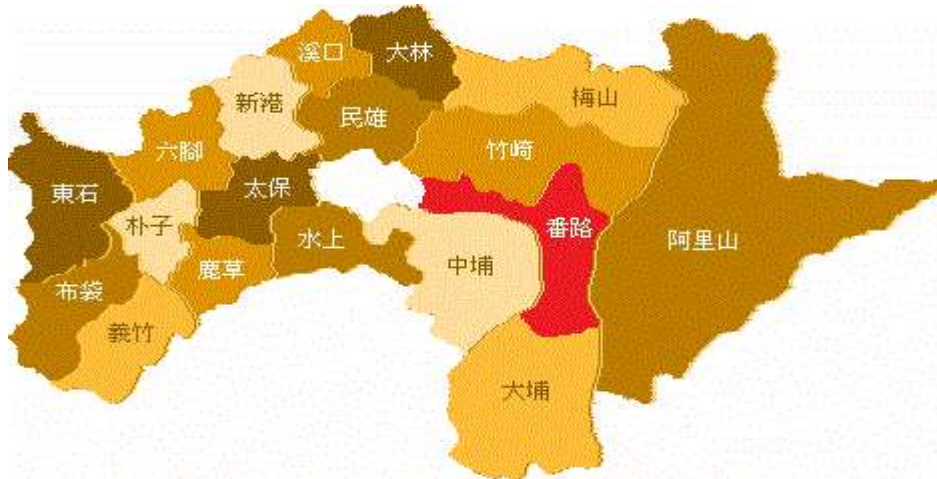 溪口
大林
新港
梅山
民雄
六腳
竹崎
東石
太保
朴子
番路
水上
阿里山
鹿草
中埔
布袋
義竹
大埔